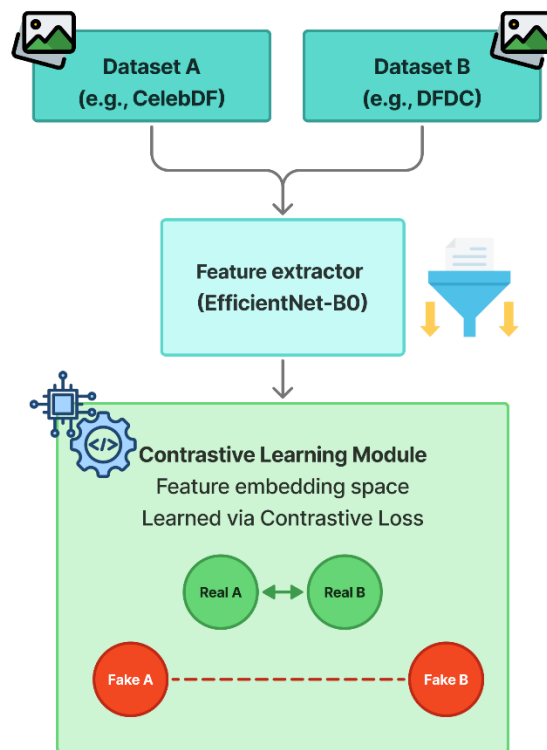 Dataset A
(e.g., CelebDF)
Dataset B
(e.g., DFDC)
Feature extractor
(EfficientNet-B0)
</>
Contrastive Learning Module
Feature embedding space
Learned via Contrastive Loss
Real A
Real B
Fake A
Fake B